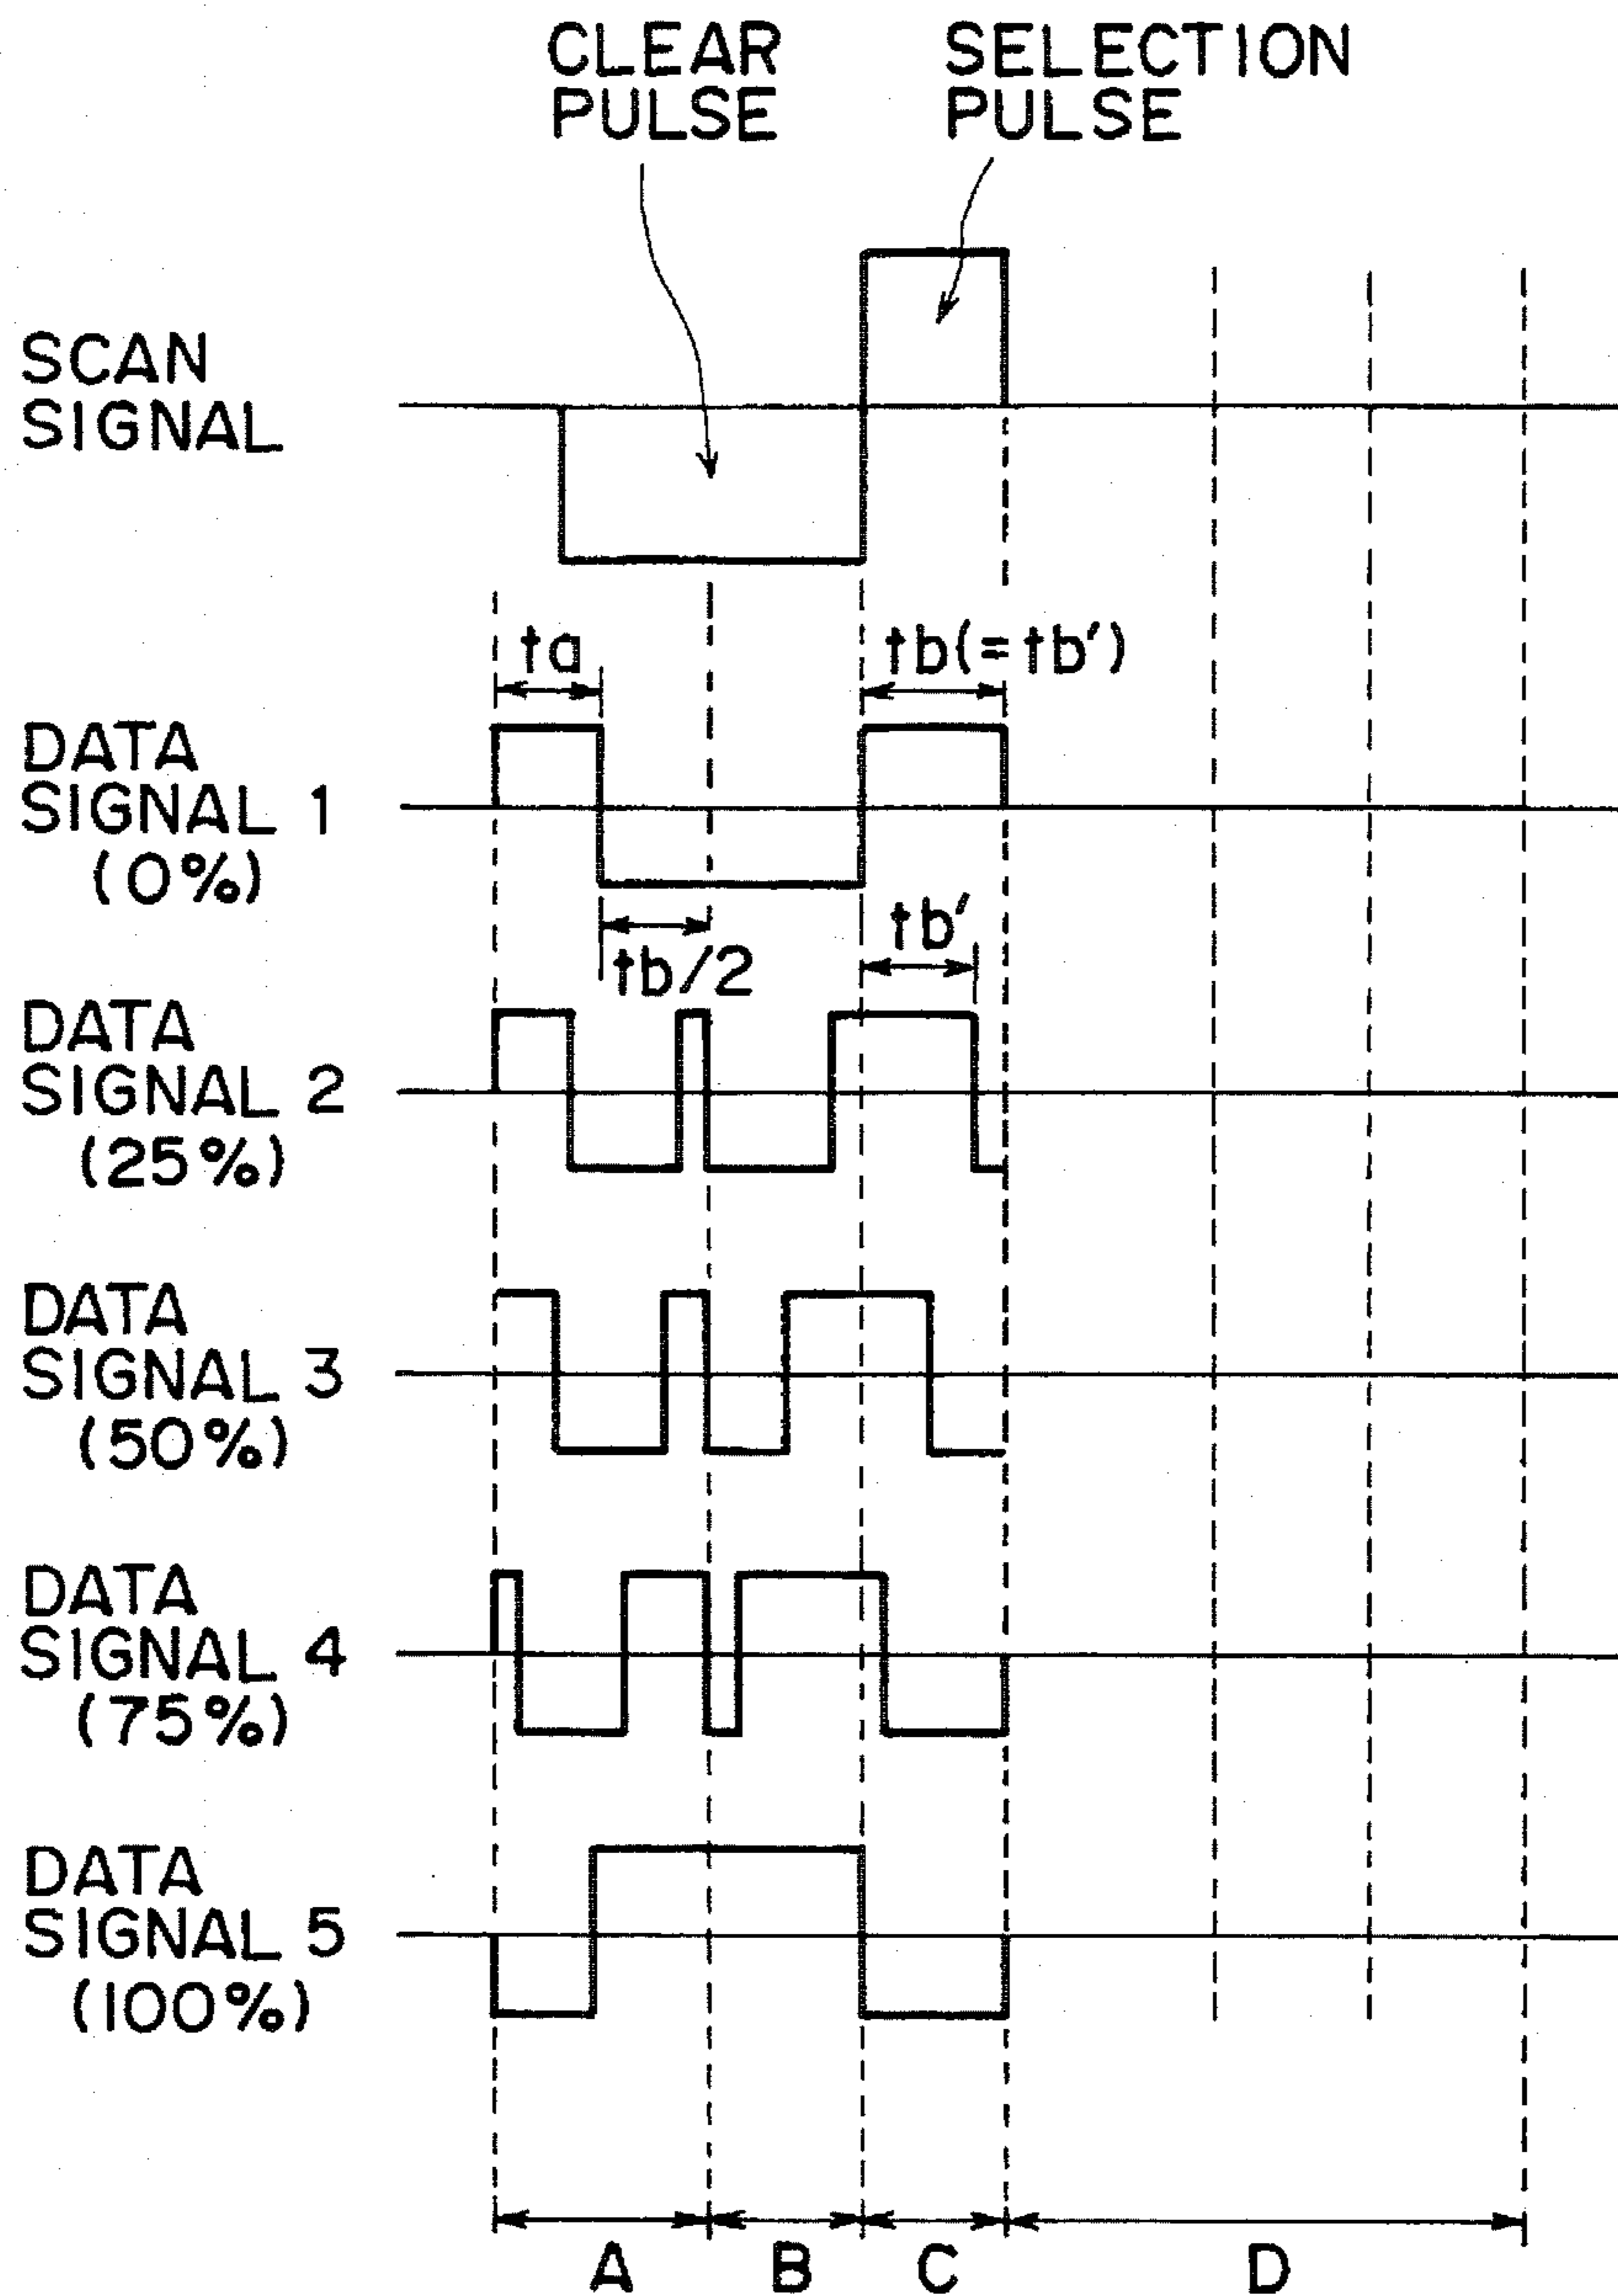 CLEAR
PULSE
SELECTION
PULSE
SCAN
SIGNAL
ta
tb(=tb')
DATA
SIGNAL 1
(0%)
tb/2
tb'
DATA
SIGNAL 2
(25%)
DATA
SIGNAL 3
(50%)
DATA
SIGNAL 4
(75%)
DATA
SIGNAL 5
(100%)
A B C D